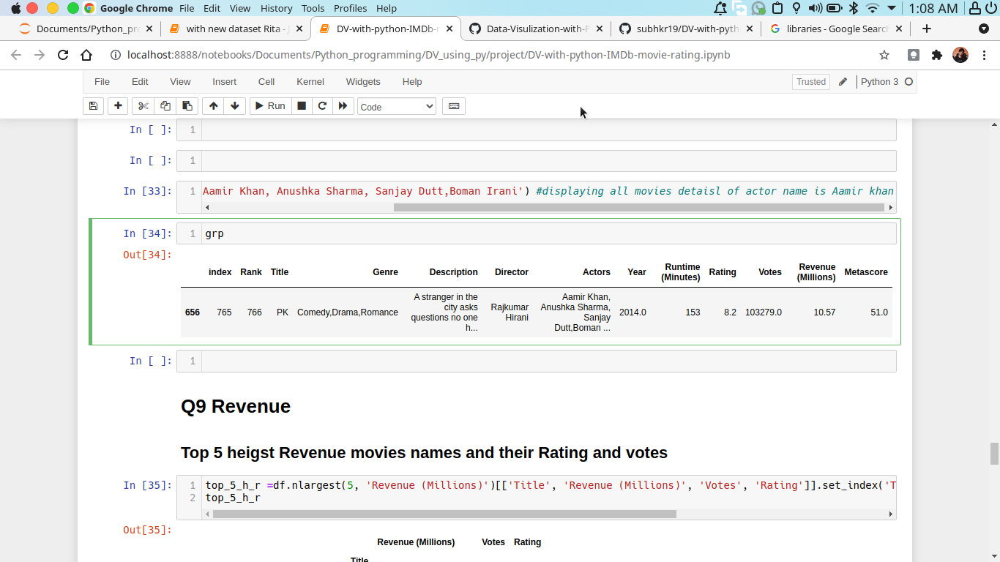 Google Chrome File Edit View History Tools Profiles Help 1:08 AM
Documents/Python_pro with new dataset Rita - DV-with-python-IMDb- Data-Visulization-with-P subhkr19/DV-with-pyth libraries - Google Search
localhost:8888/notebooks/Documents/Python_programming/DV_using_py/project/DV-with-python-IMDb-movie-rating.ipynb
File Edit View Insert Cell Kernel Widgets Help Trusted Python 3
Run Code
In [ ]: 1
In [ ]: 1
In [33]: 1 Aamir Khan, Anushka Sharma, Sanjay Dutt,Boman Irani') #displaying all movies detaisl of actor name is Aamir khan
In [34]: 1 grp
Out[34]:
index Rank Title Genre Description Director Actors Year Runtime (Minutes) Rating Votes Revenue (Millions) Metascore
656 765 766 PK Comedy,Drama,Romance A stranger in the city asks questions no one h... Rajkumar Hirani Aamir Khan, Anushka Sharma, Sanjay Dutt,Boman ... 2014.0 153 8.2 103279.0 10.57 51.0
In [ ]: 1
Q9 Revenue
Top 5 heigst Revenue movies names and their Rating and votes
In [35]: 1 top_5_h_r =df.nlargest(5, 'Revenue (Millions)')[['Title', 'Revenue (Millions)', 'Votes', 'Rating']].set_index('T
2 top_5_h_r
Out[35]:
Revenue (Millions) Votes Rating
Title